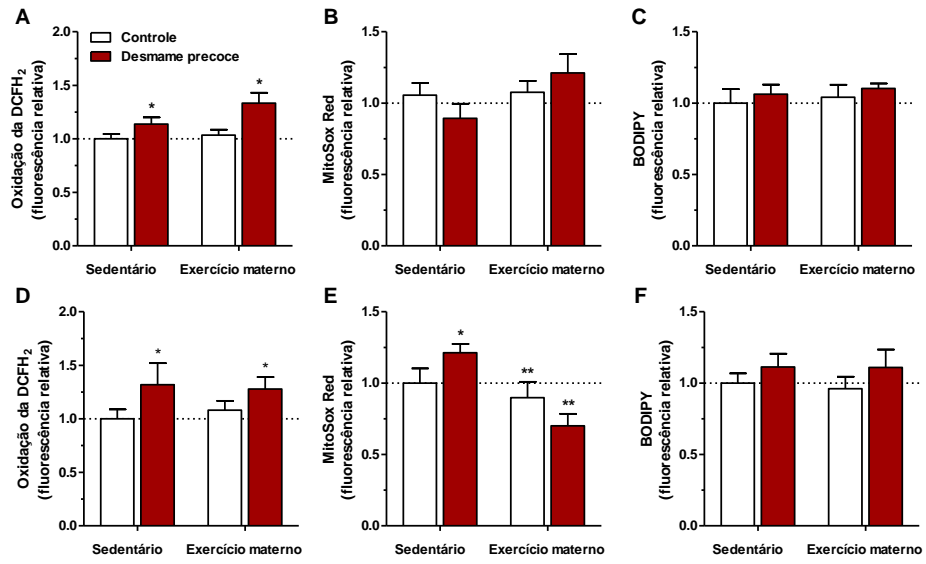 A
Oxidação da DCFH₂
(fluorescência relativa)
2.0
1.5
1.0
0.5
0.0
Controle
Desmame precoce
*
*
Sedentário
Exercício materno
B
MitoSox Red
(fluorescência relativa)
1.5
1.0
0.5
0.0
Sedentário
Exercício materno
C
BODIPY
(fluorescência relativa)
1.5
1.0
0.5
0.0
Sedentário
Exercício materno
D
Oxidação da DCFH₂
(fluorescência relativa)
2.0
1.5
1.0
0.5
0.0
*
*
Sedentário
Exercício materno
E
MitoSox Red
(fluorescência relativa)
1.5
1.0
0.5
0.0
*
**
**
Sedentário
Exercício materno
F
BODIPY
(fluorescência relativa)
1.5
1.0
0.5
0.0
Sedentário
Exercício materno